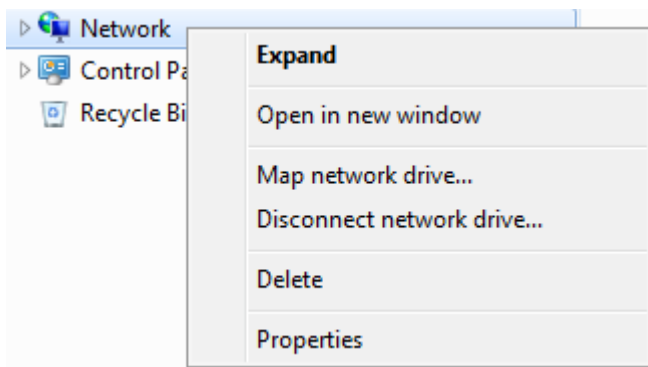 Network
Control Pa
Recycle Bi
Expand
Open in new window
Map network drive...
Disconnect network drive...
Delete
Properties